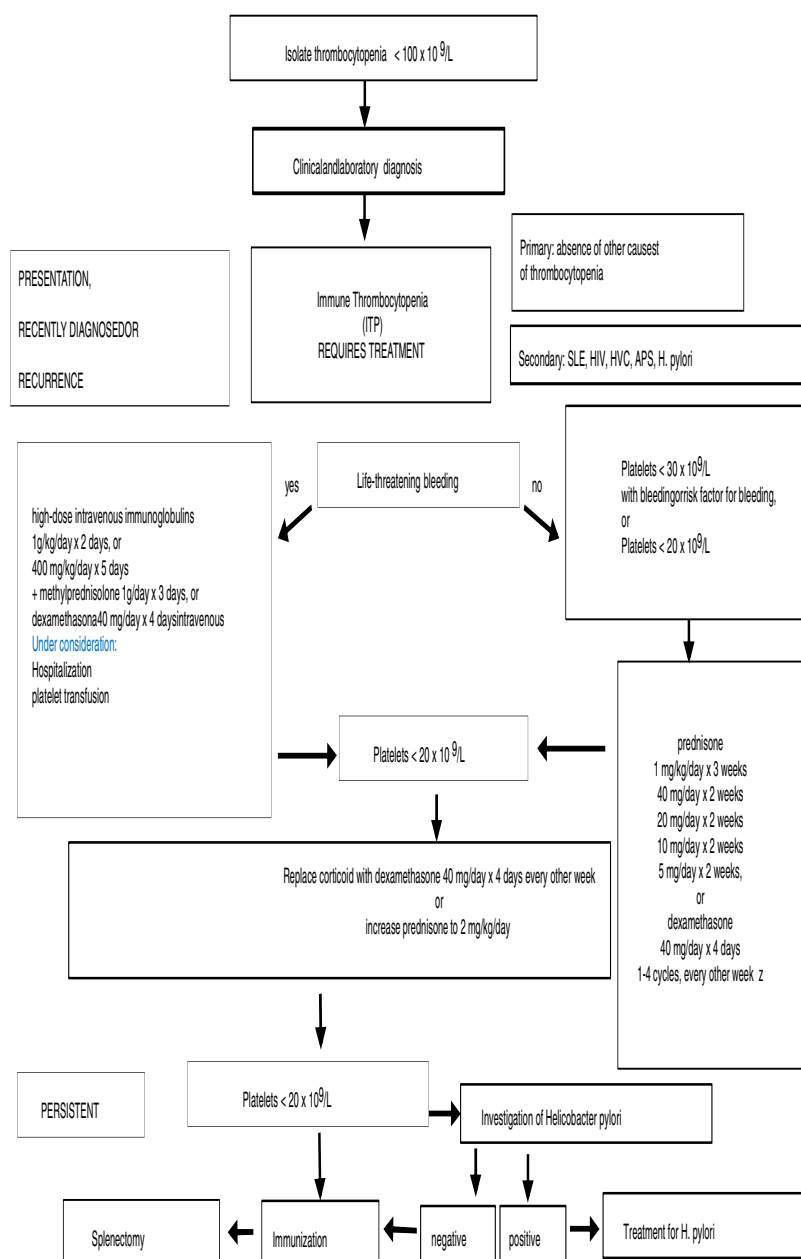 Isolate thrombocytopenia < 100 x 10 9/L
Clinicalandlaboratory diagnosis
Primary: absence of other causest
of thrombocytopenia
PRESENTATION,
RECENTLY DIAGNOSEDOR
RECURRENCE
Immune Thrombocytopenia
(ITP)
REQUIRES TREATMENT
Secondary: SLE, HIV, HVC, APS, H. pylori
yes
Life-threatening bleeding
no
Platelets < 30 x 109/L
with bleedingorrisk factor for bleeding,
or
Platelets < 20 x 109/L
high-dose intravenous immunoglobulins
1g/kg/day x 2 days, or
400 mg/kg/day x 5 days
+ methylprednisolone 1g/day x 3 days, or
dexamethasona40 mg/day x 4 daysintravenous
Under consideration:
Hospitalization
platelet transfusion
Platelets < 20 x 10 9/L
prednisone
1 mg/kg/day x 3 weeks
40 mg/day x 2 weeks
20 mg/day x 2 weeks
10 mg/day x 2 weeks
5 mg/day x 2 weeks,
or
dexamethasone
40 mg/day x 4 days
1-4 cycles, every other week z
Replace corticoid with dexamethasone 40 mg/day x 4 days every other week
or
increase prednisone to 2 mg/kg/day
PERSISTENT
Platelets < 20 x 109/L
Investigation of Helicobacter pylori
Splenectomy
Immunization
negative
positive
Treatment for H. pylori